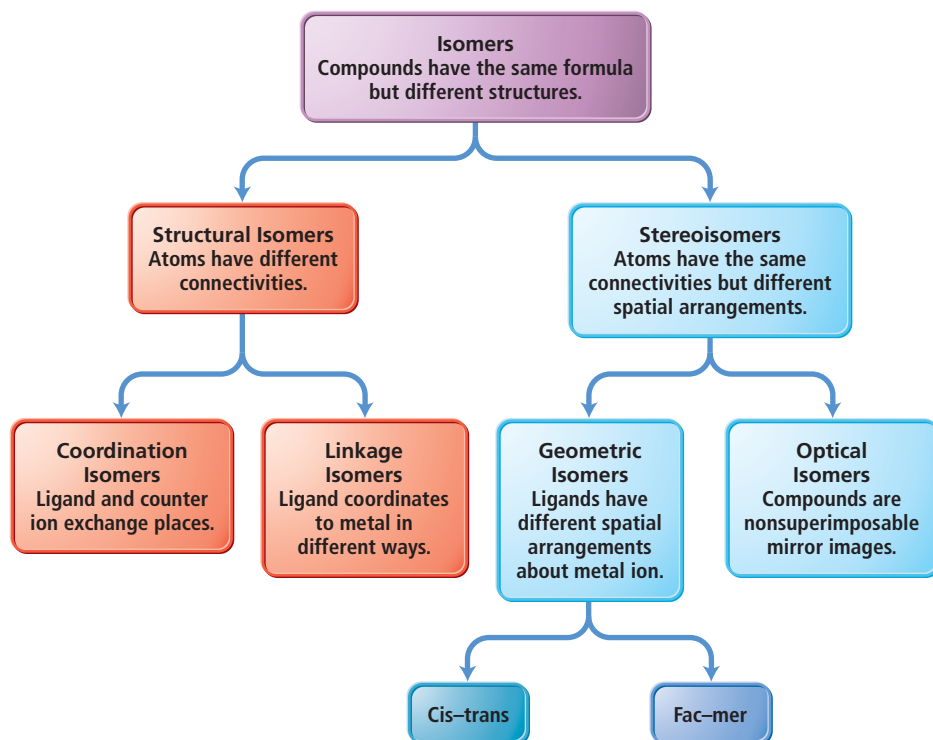 Isomers
Compounds have the same formula
but different structures.
Structural Isomers
Atoms have different
connectivities.
Stereoisomers
Atoms have the same
connectivities but different
spatial arrangements.
Coordination
Isomers
Ligand and counter
ion exchange places.
Linkage
Isomers
Ligand coordinates
to metal in
different ways.
Geometric
Isomers
Ligands have
different spatial
arrangements
about metal ion.
Optical
Isomers
Compounds are
nonsuperimposable
mirror images.
Cis–trans
Fac–mer